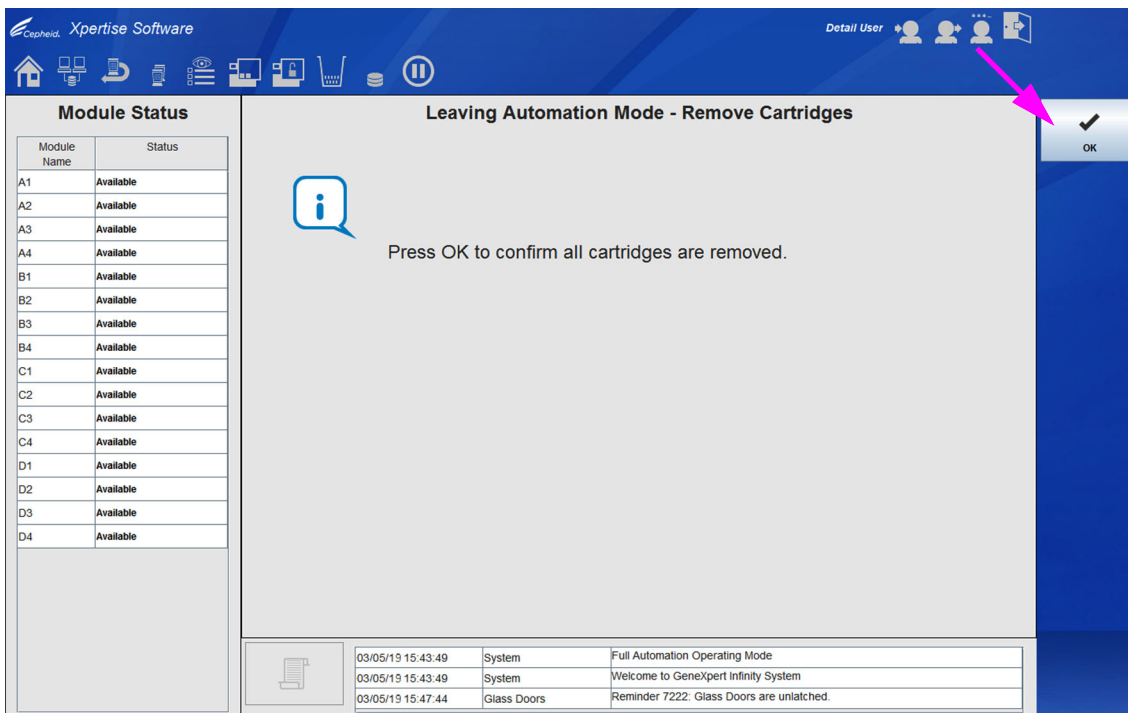 Cepheid. Xpertise Software
Detail User
Module Status
Leaving Automation Mode - Remove Cartridges
OK
Module Name Status
A1 Available
A2 Available
A3 Available
A4 Available
B1 Available
B2 Available
B3 Available
B4 Available
C1 Available
C2 Available
C3 Available
C4 Available
D1 Available
D2 Available
D3 Available
D4 Available
Press OK to confirm all cartridges are removed.
03/05/19 15:43:49 System Full Automation Operating Mode
03/05/19 15:43:49 System Welcome to GeneXpert Infinity System
03/05/19 15:47:44 Glass Doors Reminder 7222: Glass Doors are unlatched.